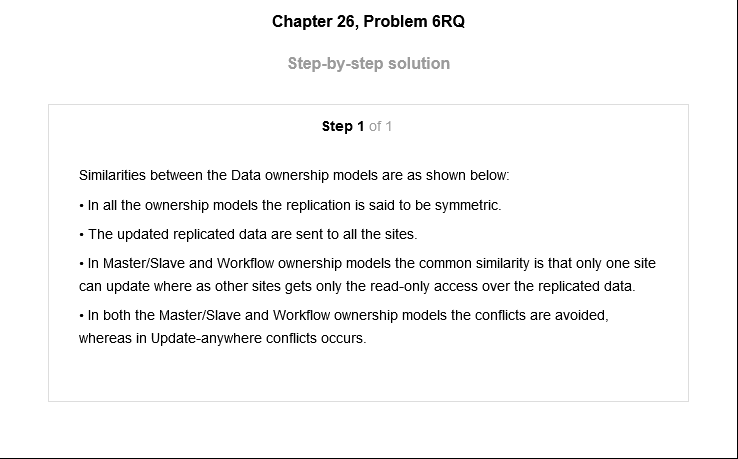 Chapter 26, Problem 6RQ
Step-by-step solution
Step 1 of 1
Similarities between the Data ownership models are as shown below:
• In all the ownership models the replication is said to be symmetric.
• The updated replicated data are sent to all the sites.
• In Master/Slave and Workflow ownership models the common similarity is that only one site
can update where as other sites gets only the read-only access over the replicated data.
• In both the Master/Slave and Workflow ownership models the conflicts are avoided,
whereas in Update-anywhere conflicts occurs.